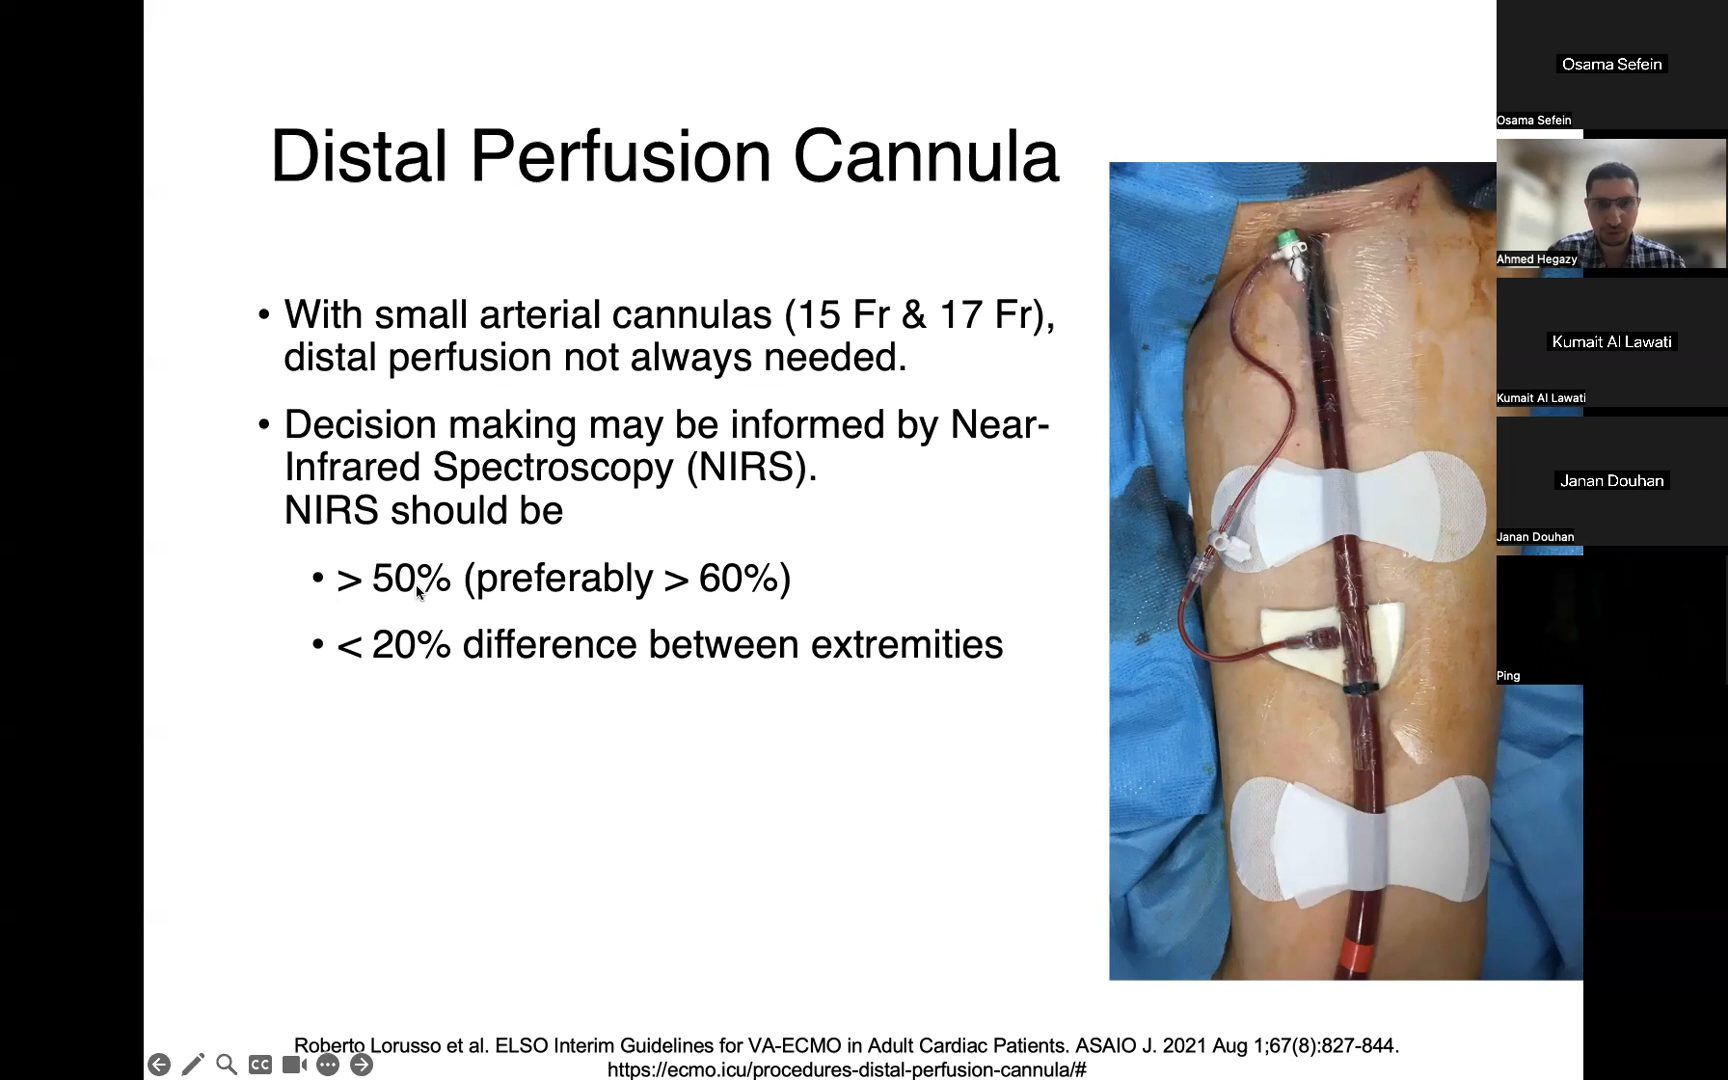 Distal Perfusion Cannula
• With small arterial cannulas (15 Fr & 17 Fr),
distal perfusion not always needed.
• Decision making may be informed by Near-
Infrared Spectroscopy (NIRS).
NIRS should be
• > 50% (preferably > 60%)
• < 20% difference between extremities
Roberto Lorusso et al. ELSO Interim Guidelines for VA-ECMO in Adult Cardiac Patients. ASAIO J. 2021 Aug 1;67(8):827-844.
https://ecmo.icu/procedures-distal-perfusion-cannula/#
CC
Osama Sefein
Osama Sefein
Ahmed Hegazy
Kumait Al Lawati
Kumait Al Lawati
Janan Douhan
Janan Douhan
Ping